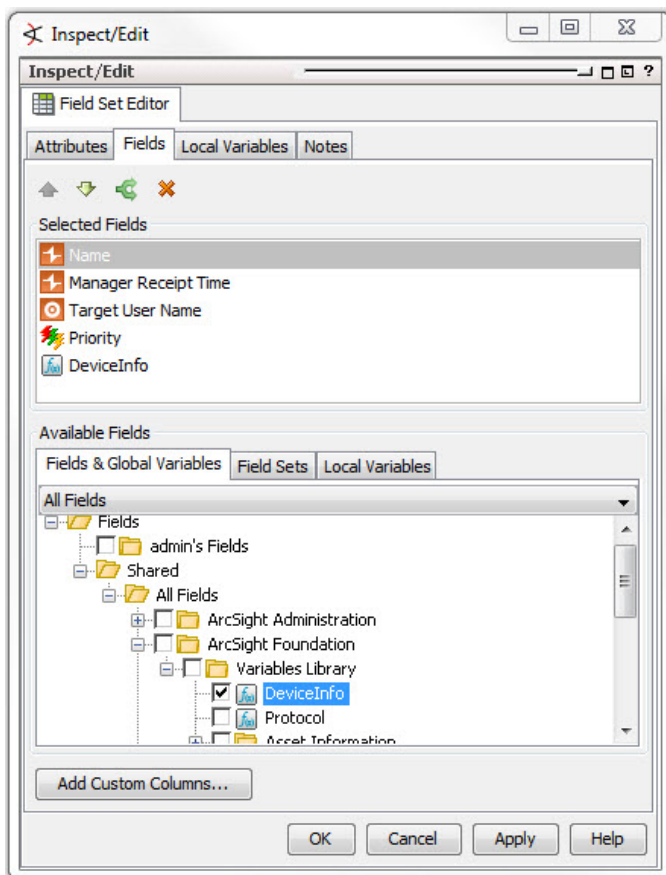 Inspect/Edit
Inspect/Edit ?
Field Set Editor
Attributes Fields Local Variables Notes
Selected Fields
Name
Manager Receipt Time
Target User Name
Priority
DeviceInfo
Available Fields
Fields & Global Variables Field Sets Local Variables
All Fields
Fields
admin's Fields
Shared
All Fields
ArcSight Administration
ArcSight Foundation
Variables Library
DeviceInfo
Protocol
Asset Information
Add Custom Columns...
OK Cancel Apply Help